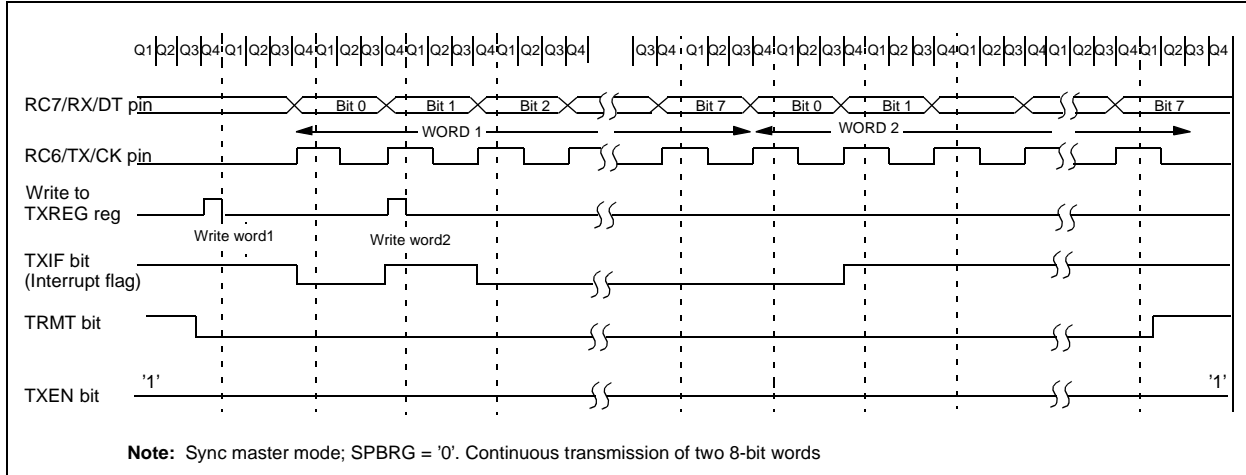 Q1 Q2 Q3 Q4 Q1 Q2 Q3 Q4 Q1 Q2 Q3 Q4 Q1 Q2 Q3 Q4 Q1 Q2 Q3 Q4 Q3 Q4 Q1 Q2 Q3 Q4 Q1 Q2 Q3 Q4 Q1 Q2 Q3 Q4 Q1 Q2 Q3 Q4 Q1 Q2 Q3 Q4 Q1 Q2 Q3 Q4
RC7/RX/DT pin Bit 0 Bit 1 Bit 2 Bit 7 Bit 0 Bit 1 Bit 7
WORD 1 WORD 2
RC6/TX/CK pin
Write to
TXREG reg
Write word1 Write word2
TXIF bit
(Interrupt flag)
TRMT bit
'1' '1'
TXEN bit
Note: Sync master mode; SPBRG = '0'. Continuous transmission of two 8-bit words